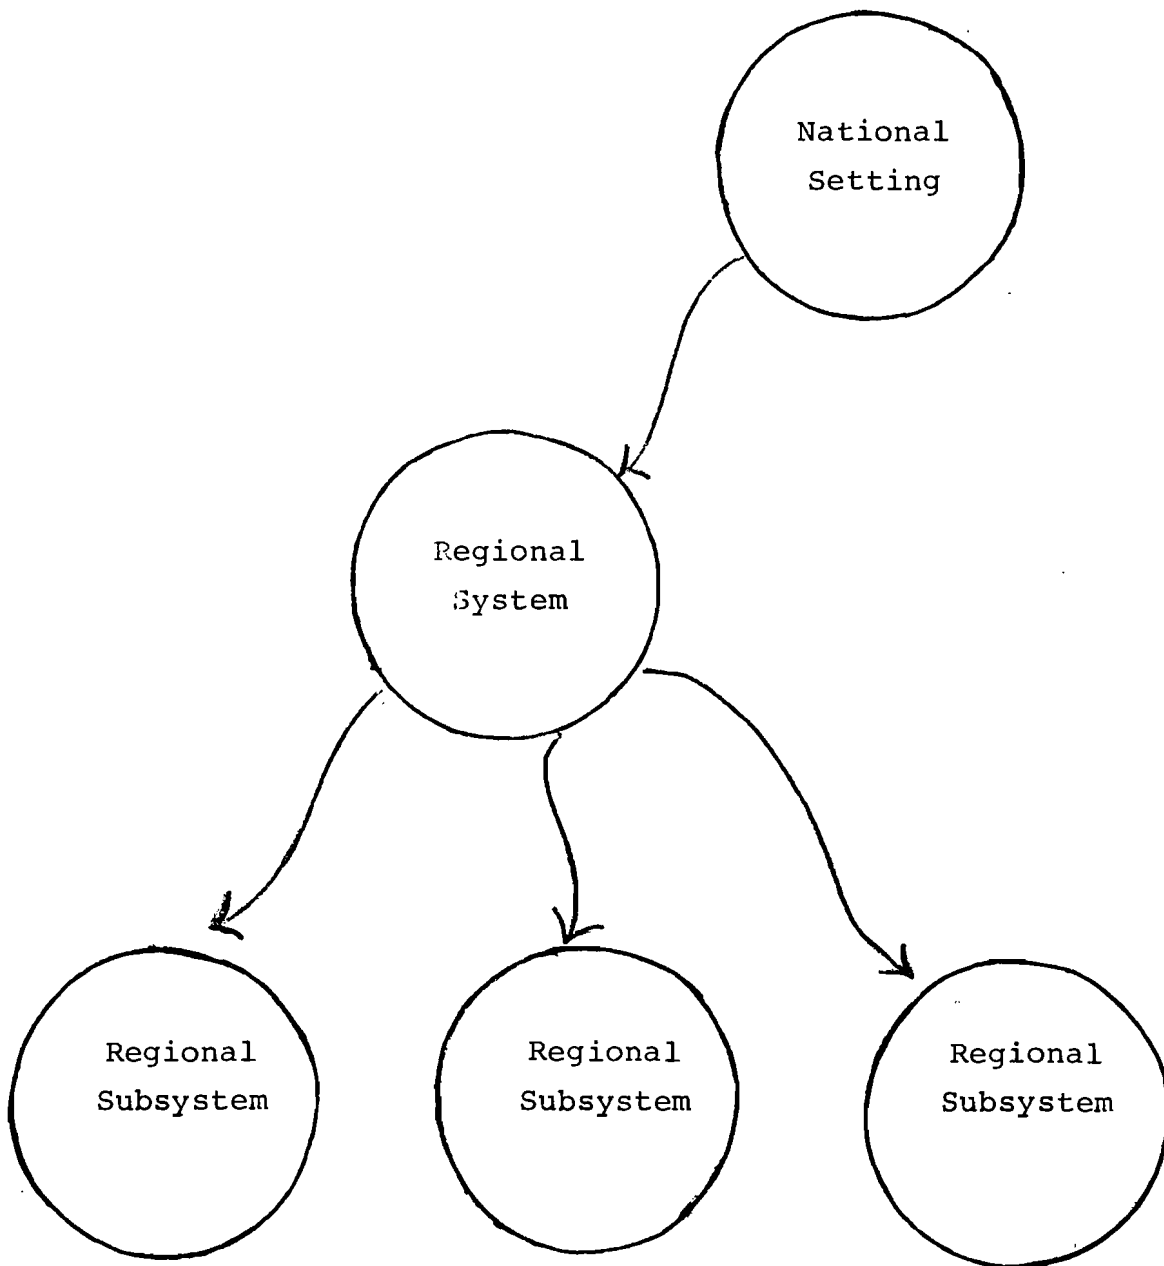 National
Setting
Regional
System
Regional
Subsystem
Regional
Subsystem
Regional
Subsystem